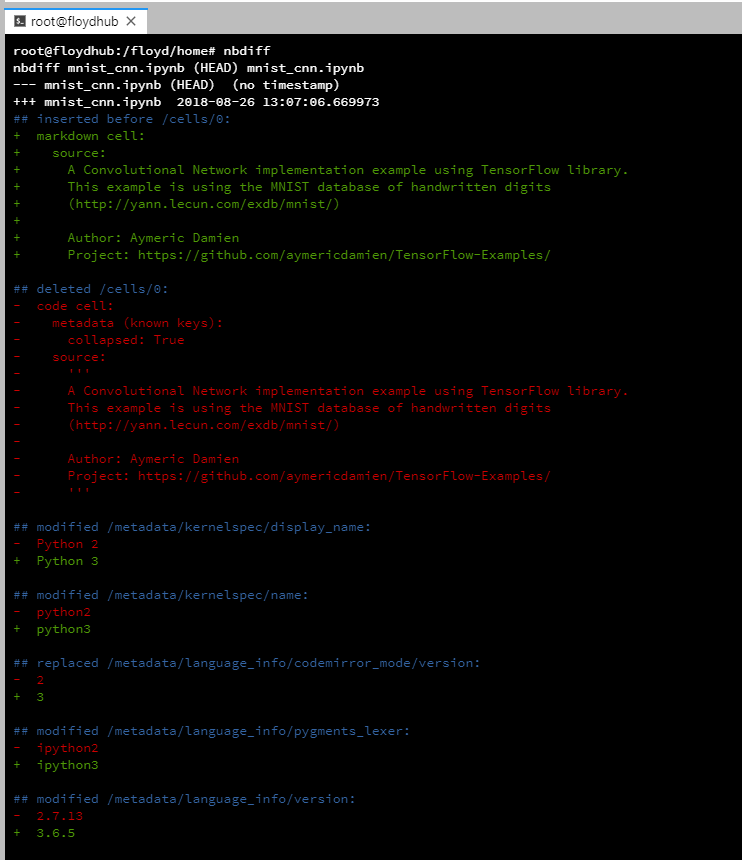 root@floydhub
root@floydhub:/floyd/home# nbdiff
nbdiff mnist_cnn.ipynb (HEAD) mnist_cnn.ipynb
--- mnist_cnn.ipynb (HEAD)  (no timestamp)
+++ mnist_cnn.ipynb  2018-08-26 13:07:06.669973
## inserted before /cells/0:
+  markdown cell:
+    source:
+      A Convolutional Network implementation example using TensorFlow library.
+      This example is using the MNIST database of handwritten digits
+      (http://yann.lecun.com/exdb/mnist/)
+
+      Author: Aymeric Damien
+      Project: https://github.com/aymericdamien/TensorFlow-Examples/
## deleted /cells/0:
-  code cell:
-    metadata (known keys):
-      collapsed: True
-    source:
-      '''
-      A Convolutional Network implementation example using TensorFlow library.
-      This example is using the MNIST database of handwritten digits
-      (http://yann.lecun.com/exdb/mnist/)
-
-      Author: Aymeric Damien
-      Project: https://github.com/aymericdamien/TensorFlow-Examples/
-      '''
## modified /metadata/kernelspec/display_name:
-  Python 2
+  Python 3
## modified /metadata/kernelspec/name:
-  python2
+  python3
## replaced /metadata/language_info/codemirror_mode/version:
-  2
+  3
## modified /metadata/language_info/pygments_lexer:
-  ipython2
+  ipython3
## modified /metadata/language_info/version:
-  2.7.13
+  3.6.5